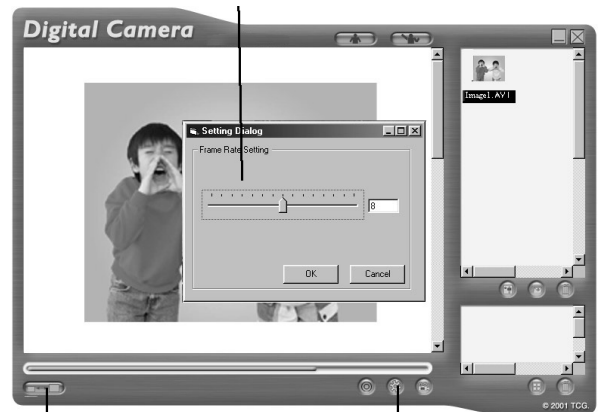 Digital Camera
Image1.AVI
Setting Dialog
Frame Rate Setting
8
OK
Cancel
© 2001 TCG.